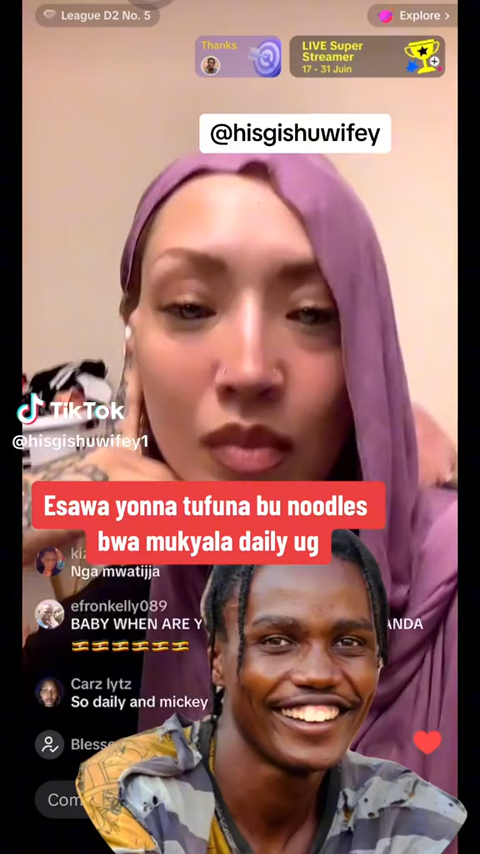 League D2 No. 5
Explore >
Thanks
LIVE Super
Streamer
17 - 31 Juin
@hisgishuwifey
TikTok
@hisgishuwifey1
Esawa yonna tufuna bu noodles
bwa mukyala daily ug
Nga mwatijja
efronkelly089
BABY WHEN ARE Y
Carz lytz
So daily and mickey